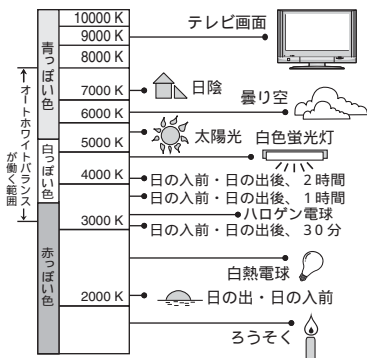 オートホワイトバランスが働く範囲
青っぽい色
白っぽい色
赤っぽい色
10000 K
9000 K
8000 K
7000 K
6000 K
5000 K
4000 K
3000 K
2000 K
テレビ画面
日陰
曇り空
太陽光
白色蛍光灯
日の入前・日の出後、2時間
日の入前・日の出後、1時間
ハロゲン電球
日の入前・日の出後、30分
白熱電球
日の出・日の入前
ろうそく